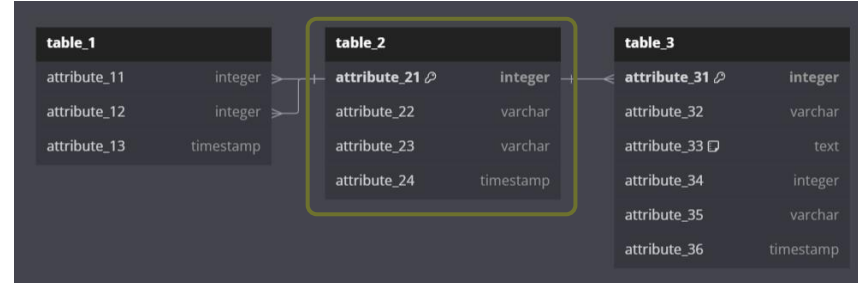 table_1
attribute_11 integer
attribute_12 integer
attribute_13 timestamp
table_2
attribute_21 integer
attribute_22 varchar
attribute_23 varchar
attribute_24 timestamp
table_3
attribute_31 integer
attribute_32 varchar
attribute_33 text
attribute_34 integer
attribute_35 varchar
attribute_36 timestamp